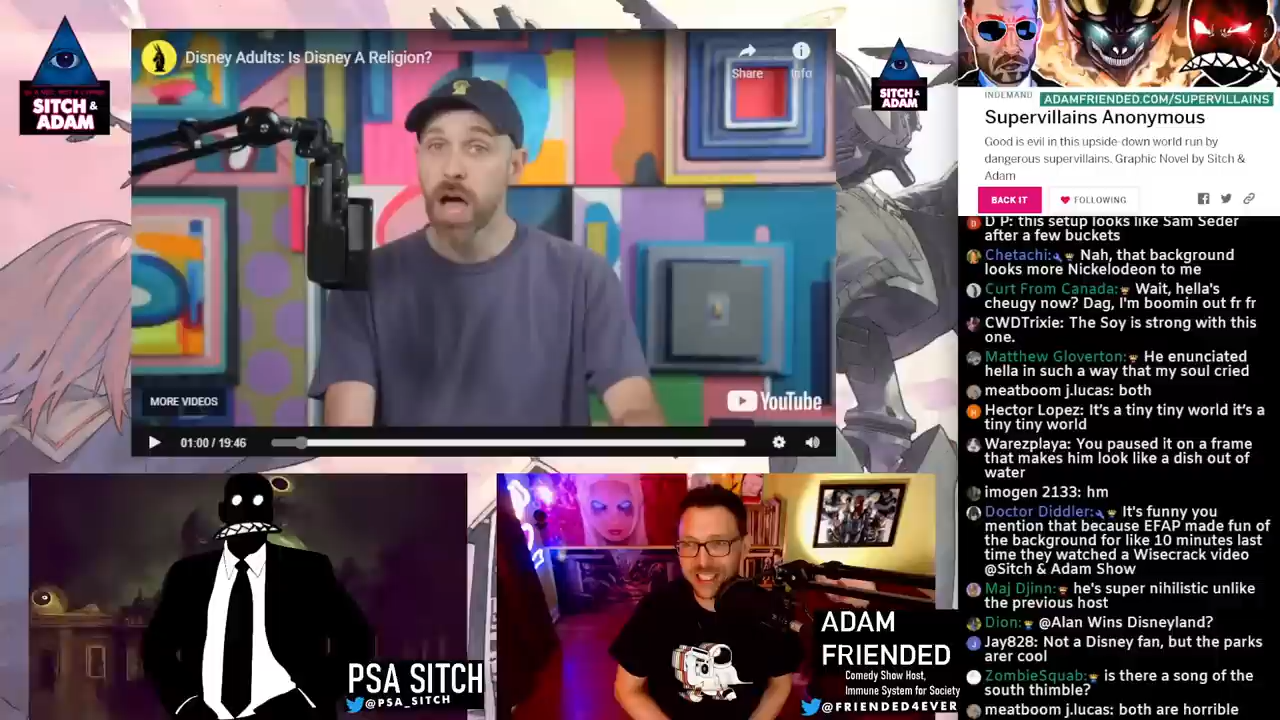 Disney Adults: Is Disney A Religion?
Share
Info
MORE VIDEOS
YouTube
01:00 / 19:46
SITCH &
ADAM
SITCH &
ADAM
INDEMAND
ADAMFRIENDED.COM/SUPERVILLAINS
Supervillains Anonymous
Good is evil in this upside-down world run by
dangerous supervillains. Graphic Novel by Sitch &
Adam
BACK IT
FOLLOWING
D P: this setup looks like Sam Seder
after a few buckets
Chetachi: Nah, that background
looks more Nickelodeon to me
Curt From Canada: Wait, hella's
cheugy now? Dag, I'm boomin out fr fr
CWDTrixie: The Soy is strong with this
one.
Matthew Gloverton: He enunciated
hella in such a way that my soul cried
meatboom j.lucas: both
Hector Lopez: It’s a tiny tiny world it’s a
tiny tiny world
Warezplaya: You paused it on a frame
that makes him look like a dish out of
water
imogen 2133: hm
Doctor Diddler: It's funny you
mention that because EFAP made fun of
the background for like 10 minutes last
time they watched a Wisecrack video
@Sitch & Adam Show
Maj Djinn: he's super nihilistic unlike
the previous host
Dion: @Alan Wins Disneyland?
Jay828: Not a Disney fan, but the parks
arer cool
ZombieSquab: is there a song of the
south thimble?
meatboom j.lucas: both are horrible
PSA SITCH
@PSA_SITCH
ADAM
FRIENDED
Comedy Show Host,
Immune System for Society
@FRIENDED4EVER